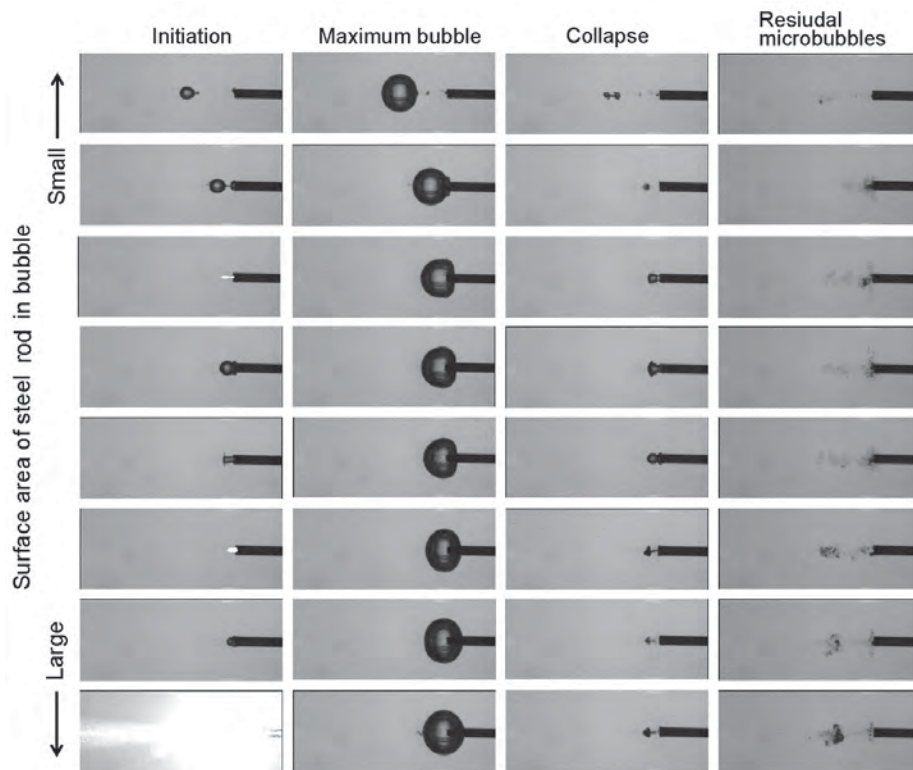 Initiation
Maximum bubble
Collapse
Resiudal
microbubbles
Small
Surface area of steel rod in bubble
Large